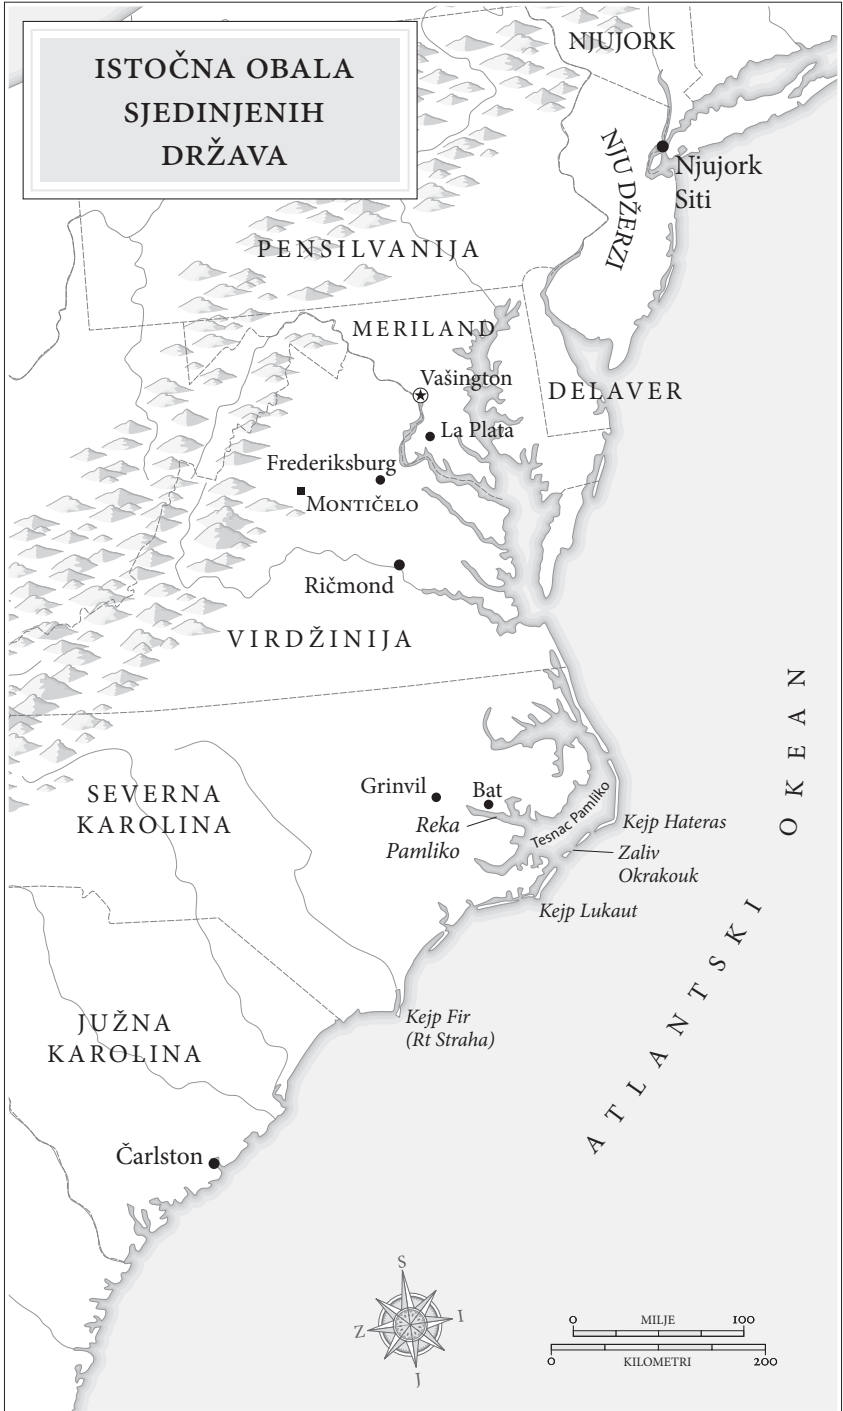 ISTOČNA OBALA
SJEDINJENIH
DRŽAVA
NJUJORK
NJU DŽERZI
Njujork
Siti
PENSILVANIJA
MERILAND
Vašington
DELAVER
La Plata
Frederiksburg
MONTIČELO
Ričmond
VIRDŽINIJA
SEVERNA
KAROLINA
Grinvil
Bat
Reka
Pamliko
Tesnac Pamliko
Kejp Hateras
Zaliv
Okrakouk
Kejp Lukaut
ATLANTSKI OKEAN
Kejp Fir
(Rt Straha)
JUŽNA
KAROLINA
Čarlston
S
Z
I
J
0 MILJE 100
0 KILOMETRI 200